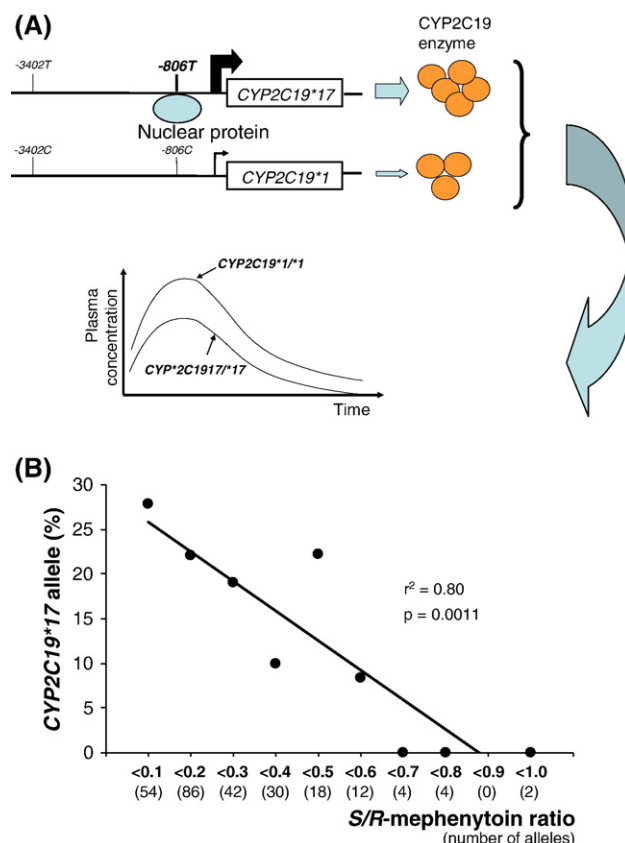 (A)
CYP2C19
enzyme
-3402T
-806T
CYP2C19*17
Nuclear protein
-3402C
-806C
CYP2C19*1
CYP2C19*1/*1
Plasma
concentration
CYP*2C1917/*17
Time
(B)
CYP2C19*17 allele (%)
30
25
20
15
10
5
0
r² = 0.80
p = 0.0011
<0.1 <0.2 <0.3 <0.4 <0.5 <0.6 <0.7 <0.8 <0.9 <1.0
(54) (86) (42) (30) (18) (12) (4) (4) (0) (2)
S/R-mephenytoin ratio
(number of alleles)